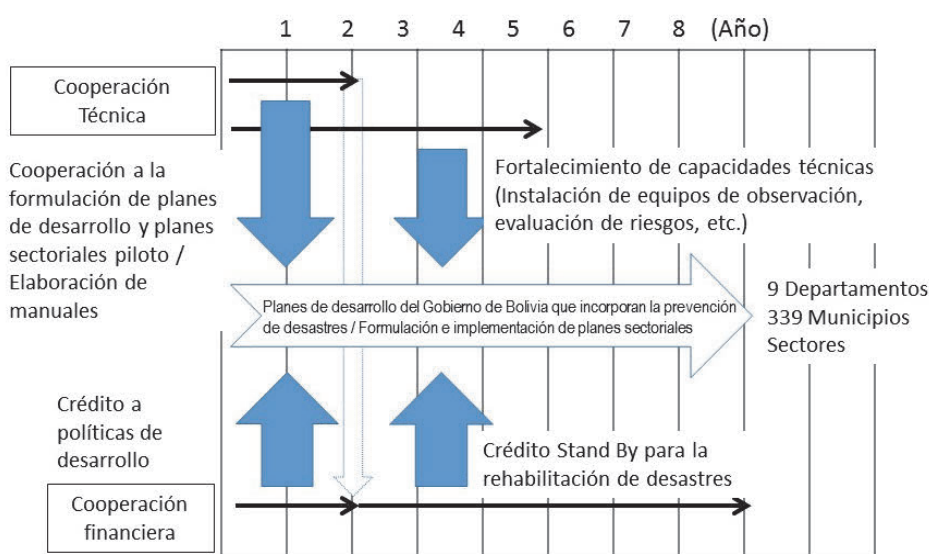 1 2 3 4 5 6 7 8 (Año)
Cooperación
Técnica
Cooperación a la
formulación de planes
de desarrollo y planes
sectoriales piloto /
Elaboración de
manuales
Fortalecimiento de capacidades técnicas
(Instalación de equipos de observación,
evaluación de riesgos, etc.)
Planes de desarrollo del Gobierno de Bolivia que incorporan la prevención
de desastres / Formulación e implementación de planes sectoriales
9 Departamentos
339 Municipios
Sectores
Crédito a
políticas de
desarrollo
Crédito Stand By para la
rehabilitación de desastres
Cooperación
financiera